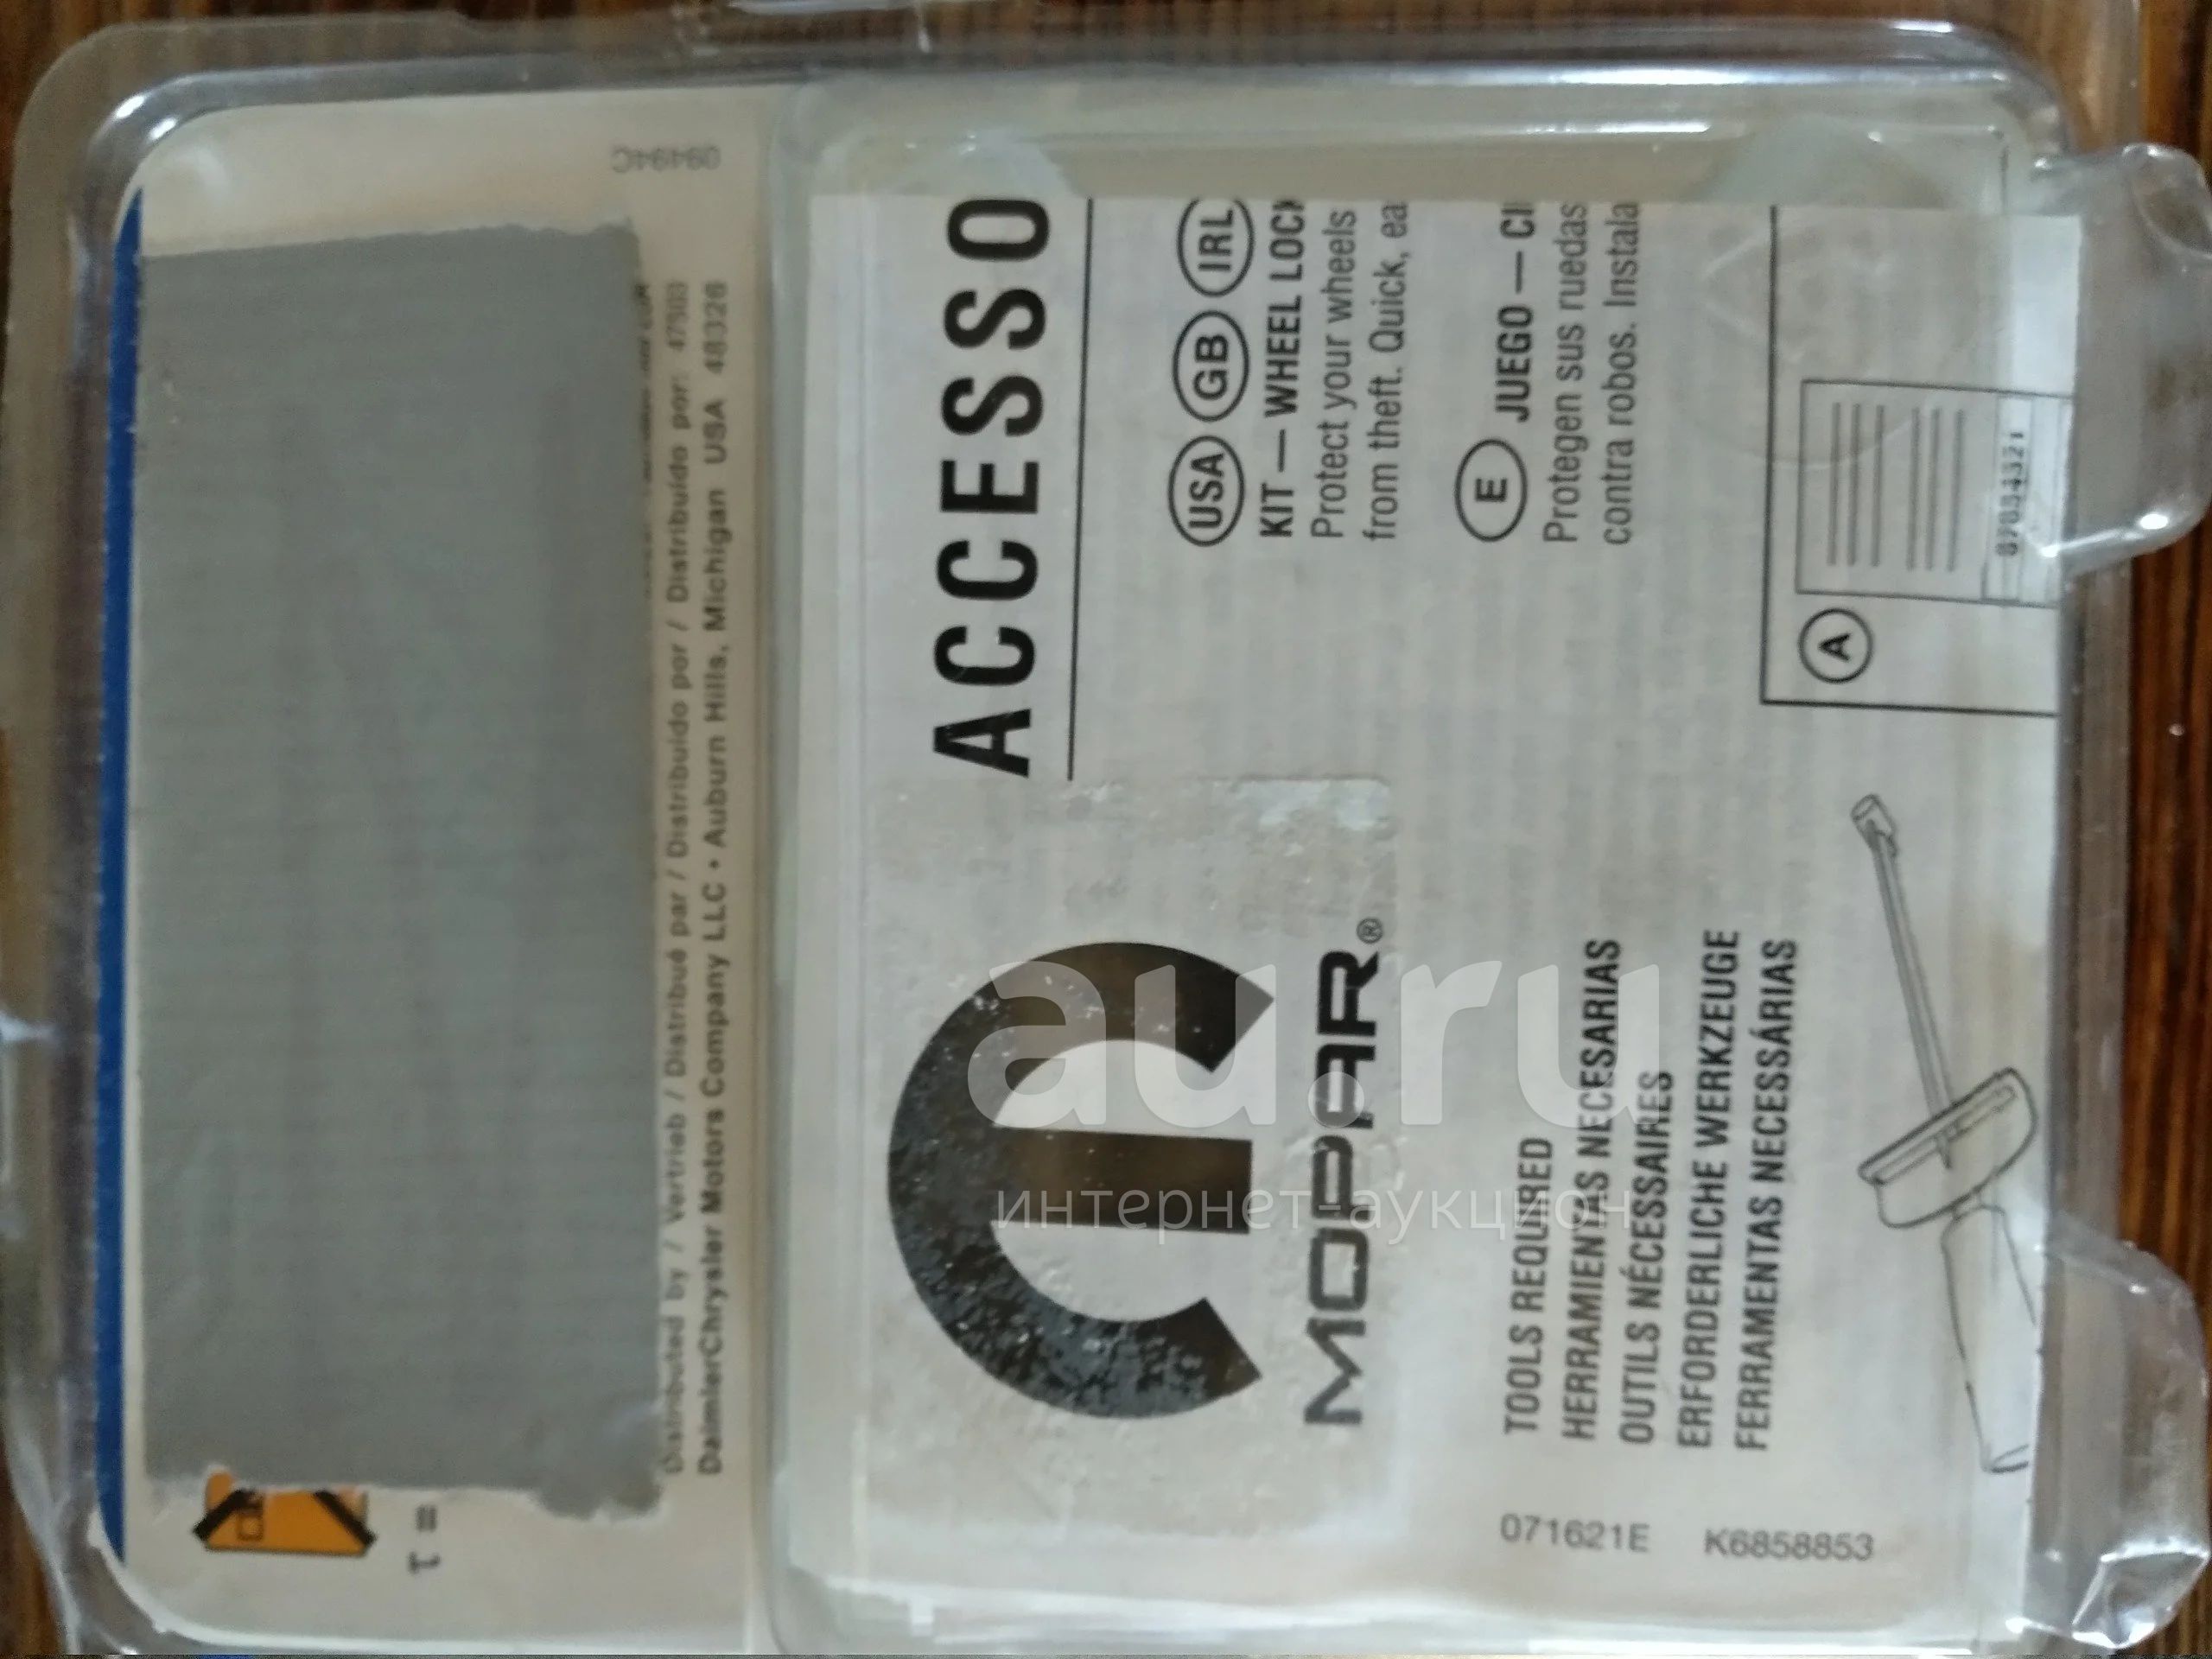 09494C
Distributed by / Vertrieb / Distribué par / Distribuido por / Distribuído por: 47503
DaimlerChrysler Motors Company LLC • Auburn Hills, Michigan USA 48326
τ =
ACCESSO
MOPAR®
USA GB IRL
KIT — WHEEL LOCK
Protect your wheels
from theft. Quick, ea
E JUEGO — CI
Protegen sus ruedas
contra robos. Instala
TOOLS REQUIRED
HERRAMIENTAS NECESARIAS
OUTILS NÉCESSAIRES
ERFORDERLICHE WERKZEUGE
FERRAMENTAS NECESSÁRIAS
A
87654321
071621E K6858853
au.ru
интернет-аукцион